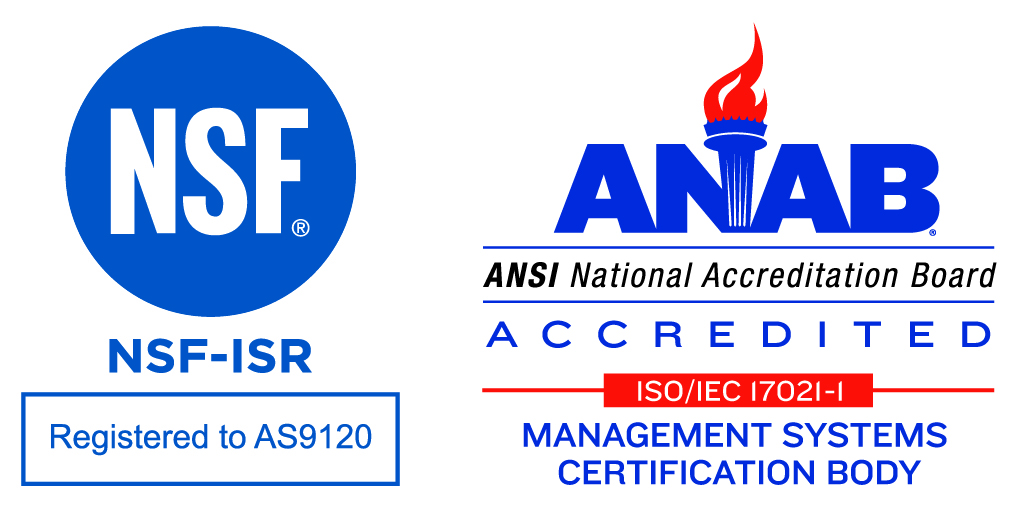 NSF®
NSF-ISR
Registered to AS9120
ANAB®
ANSI National Accreditation Board
ACCREDITED
ISO/IEC 17021-1
MANAGEMENT SYSTEMS
CERTIFICATION BODY